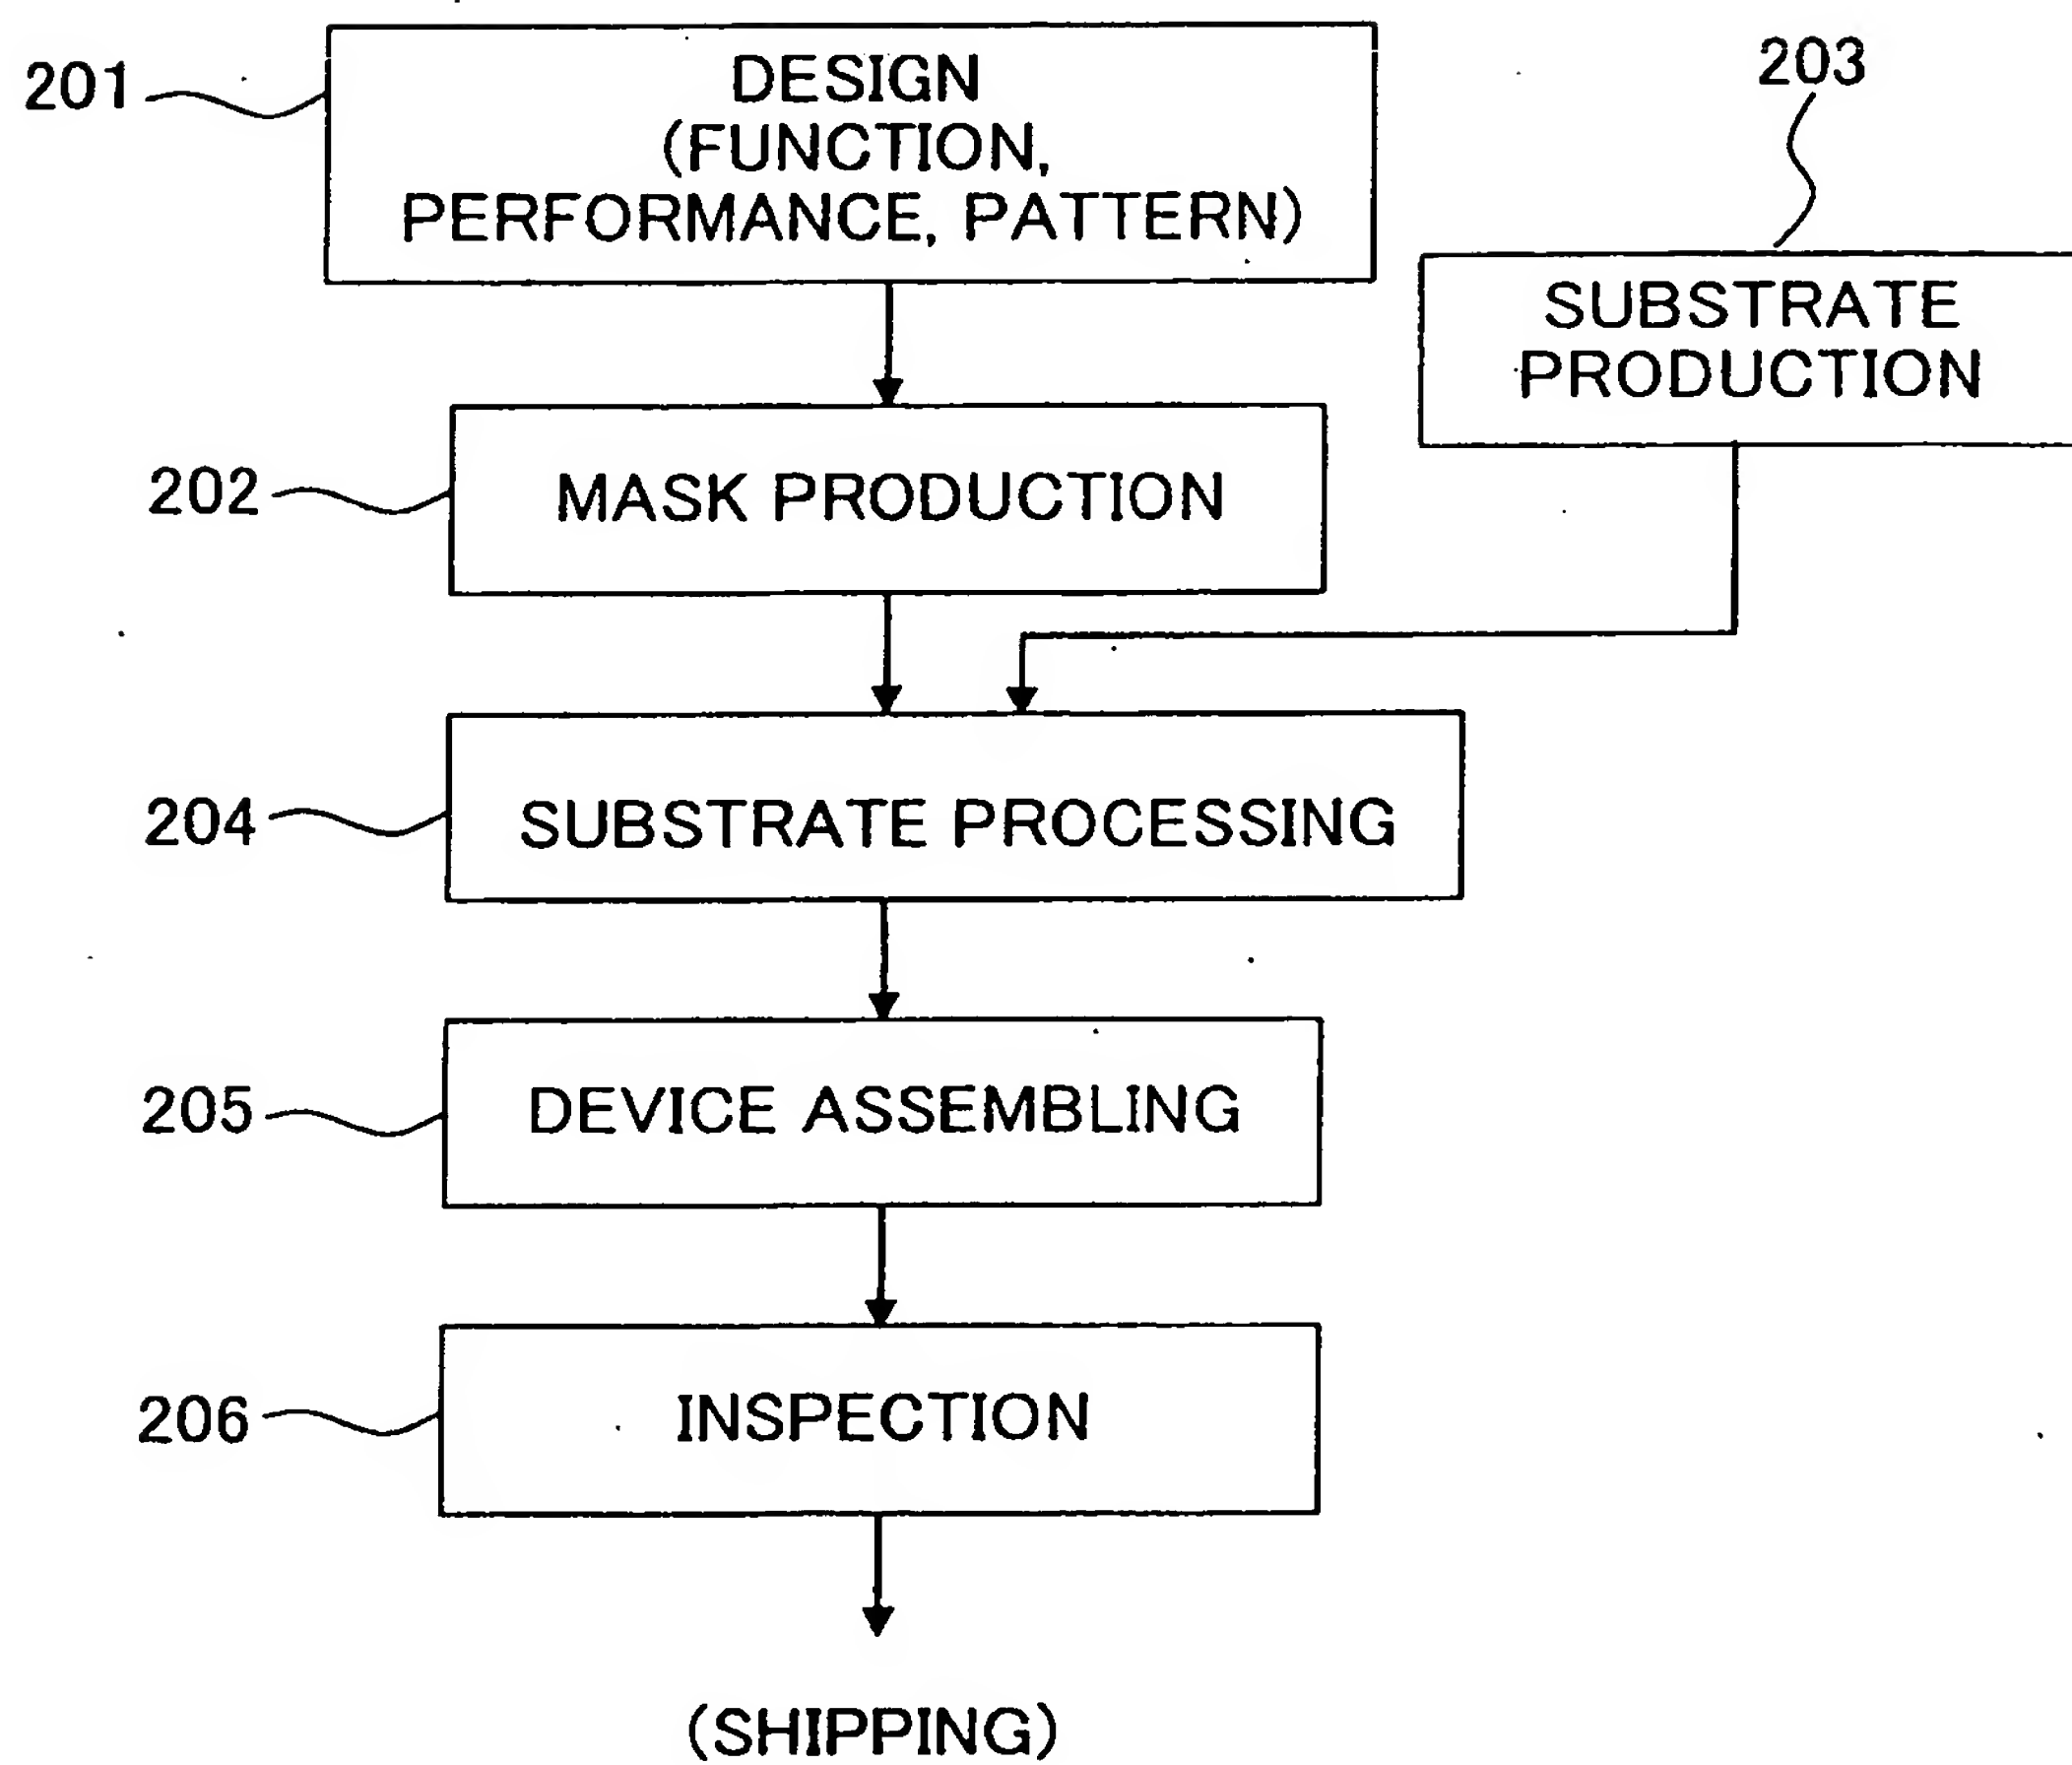 201
DESIGN
(FUNCTION,
PERFORMANCE, PATTERN)
203
SUBSTRATE
PRODUCTION
202
MASK PRODUCTION
204
SUBSTRATE PROCESSING
205
DEVICE ASSEMBLING
206
INSPECTION
(SHIPPING)